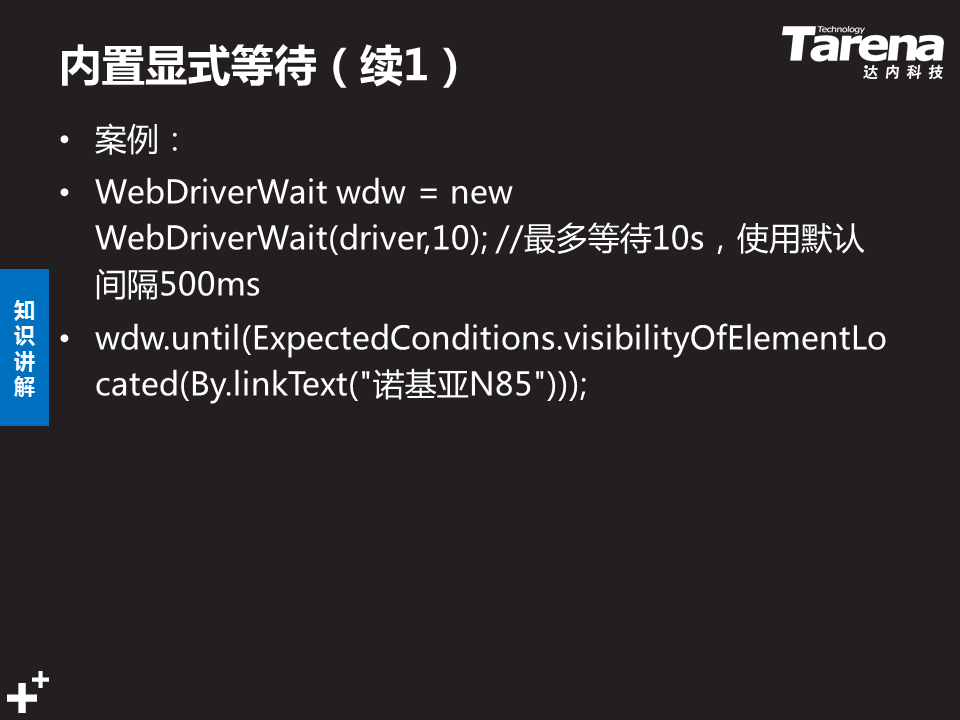 内置显式等待（续1）
Technology
Tarena
达内科技
• 案例：
• WebDriverWait wdw = new
WebDriverWait(driver,10); //最多等待10s，使用默认
间隔500ms
• wdw.until(ExpectedConditions.visibilityOfElementLo
cated(By.linkText("诺基亚N85")));
知
识
讲
解